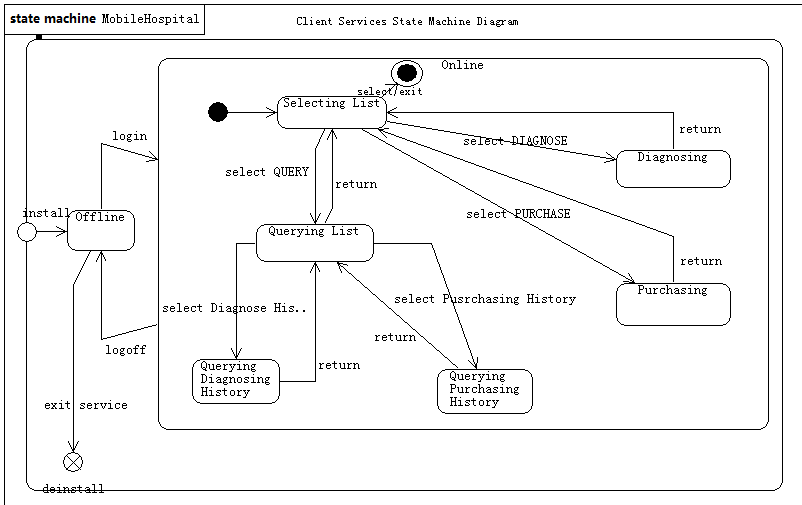 state machine MobileHospital
Client Services State Machine Diagram
Online
select/exit
Selecting List
login
select DIAGNOSE
return
Diagnosing
select QUERY
return
install
Offline
select PURCHASE
Querying List
return
Purchasing
select Diagnose His..
select Pusrchasing History
logoff
return
return
Querying
Diagnosing
History
Querying
Purchasing
History
exit service
deinstall